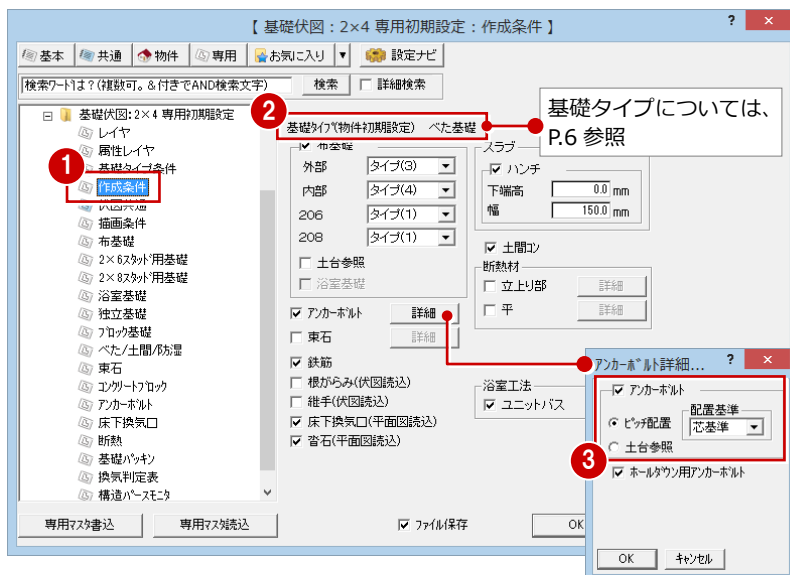 【 基礎伏図：2×4 専用初期設定：作成条件 】
? ×
基本 共通 物件 専用 お気に入り ▼ 設定ナビ
検索ワードは？(複数可。＆付きでAND検索文字) 検索 詳細検索
基礎伏図：2×4 専用初期設定
レイヤ
属性レイヤ
基礎タイプ条件
作成条件
伏図共通
描画条件
布基礎
2×6スタッド用基礎
2×8スタッド用基礎
浴室基礎
独立基礎
ブロック基礎
べた/土間/防湿
束石
コンクリートブロック
アンカーボルト
床下換気口
断熱
基礎パッキン
換気判定表
構造パースモニタ
1
2
基礎タイプ(物件初期設定) べた基礎
基礎タイプについては、
P.6 参照
布基礎
外部 タイプ(3)
内部 タイプ(4)
206 タイプ(1)
208 タイプ(1)
土台参照
浴室基礎
アンカーボルト 詳細
束石 詳細
鉄筋
根がらみ(伏図読込)
継手(伏図読込)
床下換気口(平面図読込)
沓石(平面図読込)
スラブ
ハンチ
下端高 0.0 mm
幅 150.0 mm
土間コン
断熱材
立上り部 詳細
平 詳細
浴室工法
ユニットバス
専用マスタ書込 専用マスタ読込 ファイル保存 OK
アンカーボルト詳細... ? ×
アンカーボルト
ピッチ配置
配置基準
芯基準
土台参照
3
ホールダウン用アンカーボルト
OK キャンセル